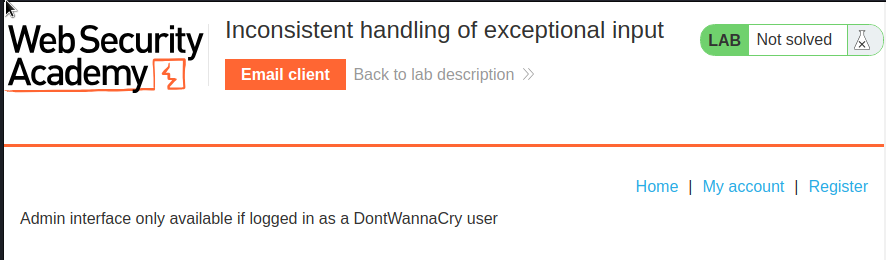 Web Security
Academy
Inconsistent handling of exceptional input
LAB Not solved
Email client Back to lab description
Home | My account | Register
Admin interface only available if logged in as a DontWannaCry user